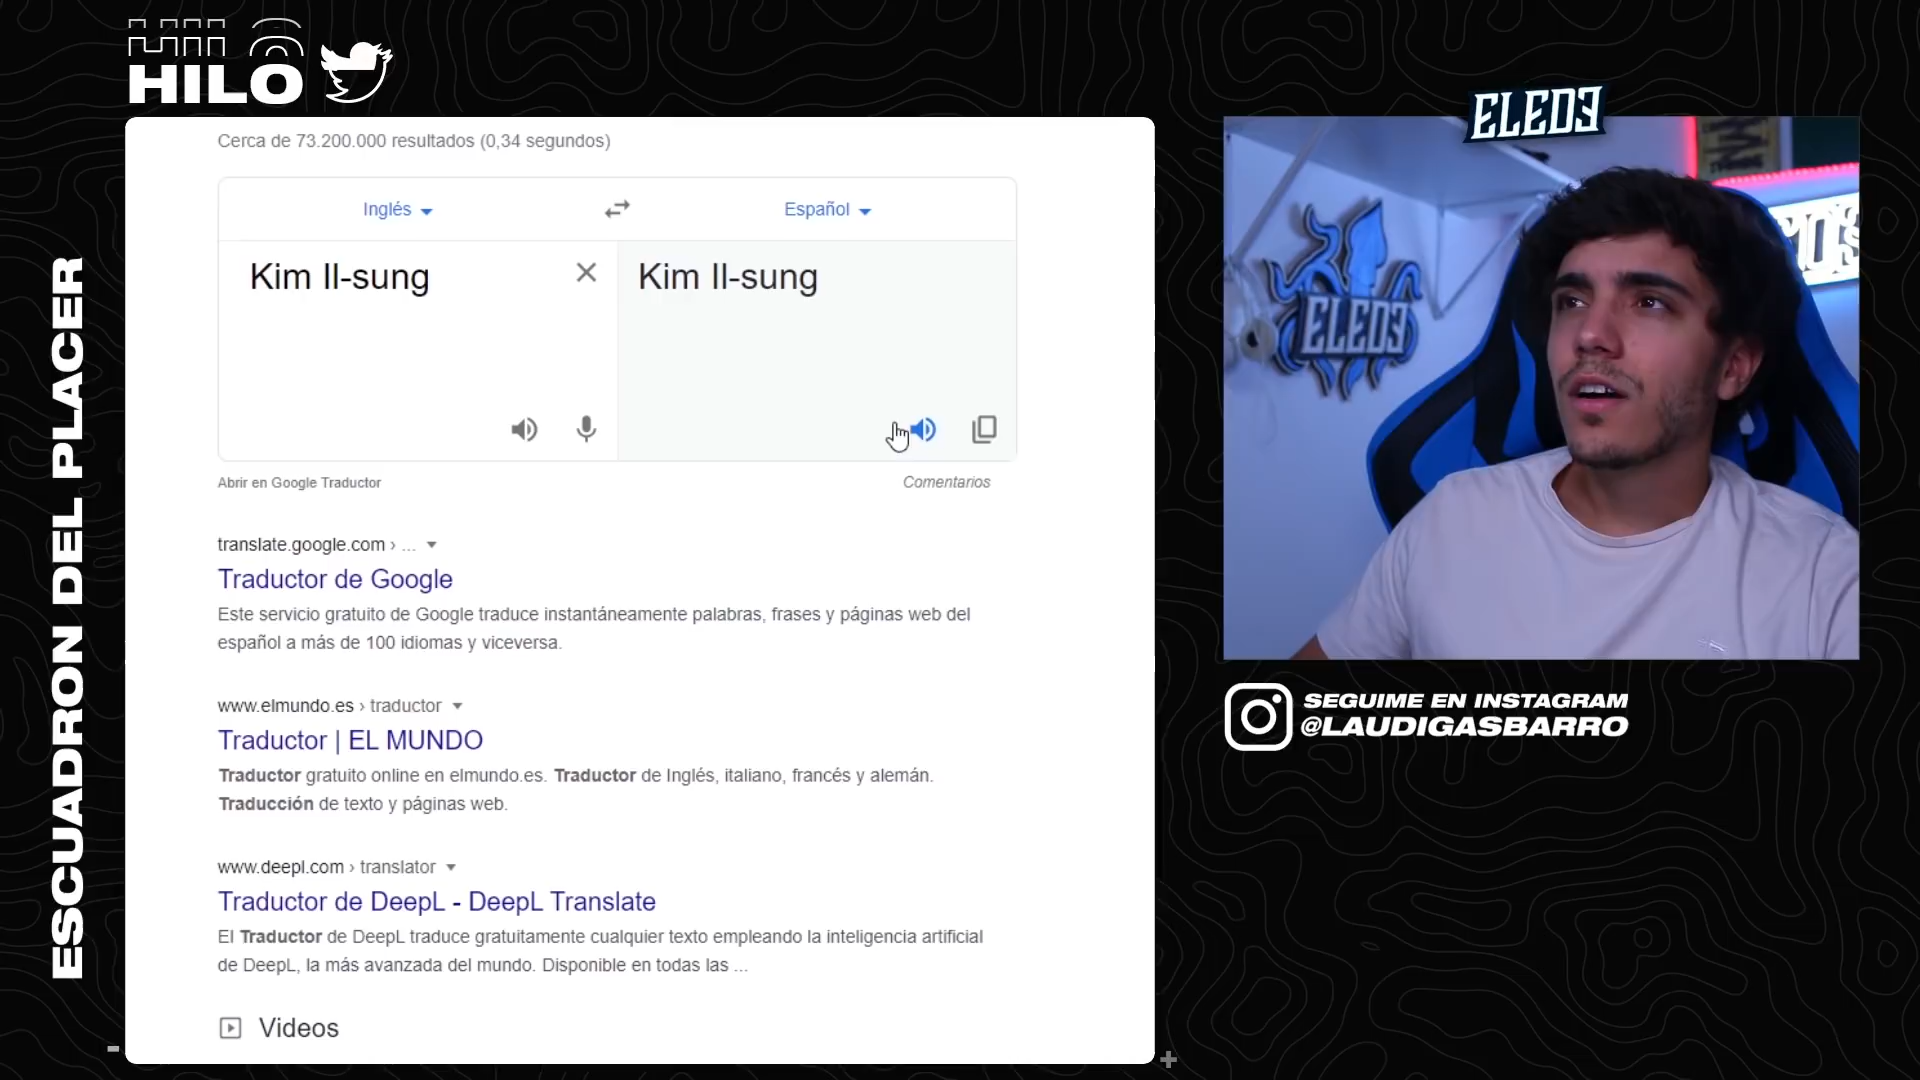 HILO
ESCUADRON DEL PLACER
Cerca de 73.200.000 resultados (0,34 segundos)
Inglés
Español
Kim Il-sung
Kim Il-sung
Abrir en Google Traductor
Comentarios
translate.google.com › ...
Traductor de Google
Este servicio gratuito de Google traduce instantáneamente palabras, frases y páginas web del
español a más de 100 idiomas y viceversa.
www.elmundo.es › traductor
Traductor | EL MUNDO
Traductor gratuito online en elmundo.es. Traductor de Inglés, italiano, francés y alemán.
Traducción de texto y páginas web.
www.deepl.com › translator
Traductor de DeepL - DeepL Translate
El Traductor de DeepL traduce gratuitamente cualquier texto empleando la inteligencia artificial
de DeepL, la más avanzada del mundo. Disponible en todas las ...
Videos
ELEDE
ELEDE
SEGUIME EN INSTAGRAM
@LAUDIGASBARRO